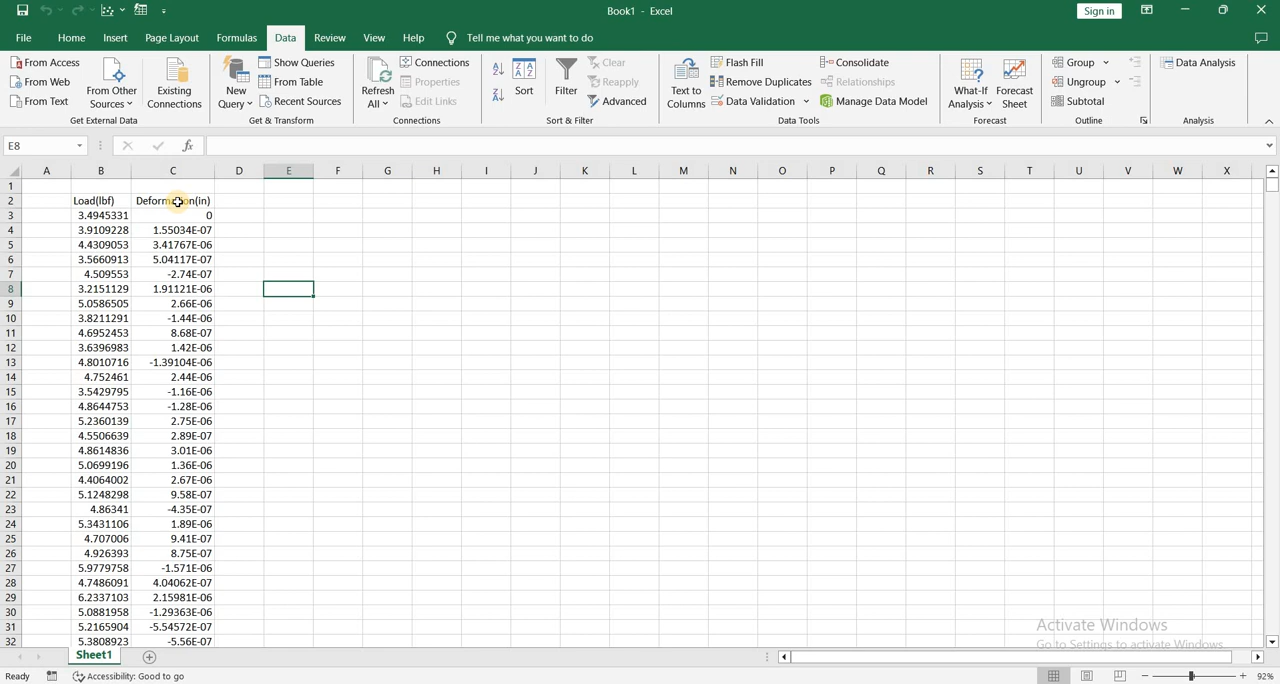 Book1 - Excel
Sign in
File Home Insert Page Layout Formulas Data Review View Help Tell me what you want to do
From Access
From Web
From Text
From Other Sources
Existing Connections
Get External Data
New Query
Show Queries
From Table
Recent Sources
Get & Transform
Refresh All
Connections
Properties
Edit Links
Connections
Sort
Filter
Clear
Reapply
Advanced
Sort & Filter
Text to Columns
Flash Fill
Remove Duplicates
Data Validation
Consolidate
Relationships
Manage Data Model
Data Tools
What-If Analysis
Forecast Sheet
Forecast
Group
Ungroup
Subtotal
Outline
Data Analysis
Analysis
E8 fx
A B C D E F G H I J K L M N O P Q R S T U V W X
1
2 Load(lbf) Deformation(in)
3 3.4945331 0
4 3.9109228 1.55034E-07
5 4.4309053 3.41767E-06
6 3.5660913 5.04117E-07
7 4.509553 -2.74E-07
8 3.2151129 1.91121E-06
9 5.0586505 2.66E-06
10 3.8211291 -1.44E-06
11 4.6952453 8.68E-07
12 3.6396983 1.42E-06
13 4.8010716 -1.39104E-06
14 4.752461 2.44E-06
15 3.5429795 -1.16E-06
16 4.8644753 -1.28E-06
17 5.2360139 2.75E-06
18 4.5506639 2.89E-07
19 4.8614836 3.01E-06
20 5.0699196 1.36E-06
21 4.4064002 2.67E-06
22 5.1248298 9.58E-07
23 4.86341 -4.35E-07
24 5.3431106 1.89E-06
25 4.707006 9.41E-07
26 4.926393 8.75E-07
27 5.9779758 -1.571E-06
28 4.7486091 4.04062E-07
29 6.2337103 2.15981E-06
30 5.0881958 -1.29363E-06
31 5.2165904 -5.54572E-07
32 5.3808923 -5.56E-07
Activate Windows
Go to Settings to activate Windows.
Sheet1
Ready Accessibility: Good to go 92%